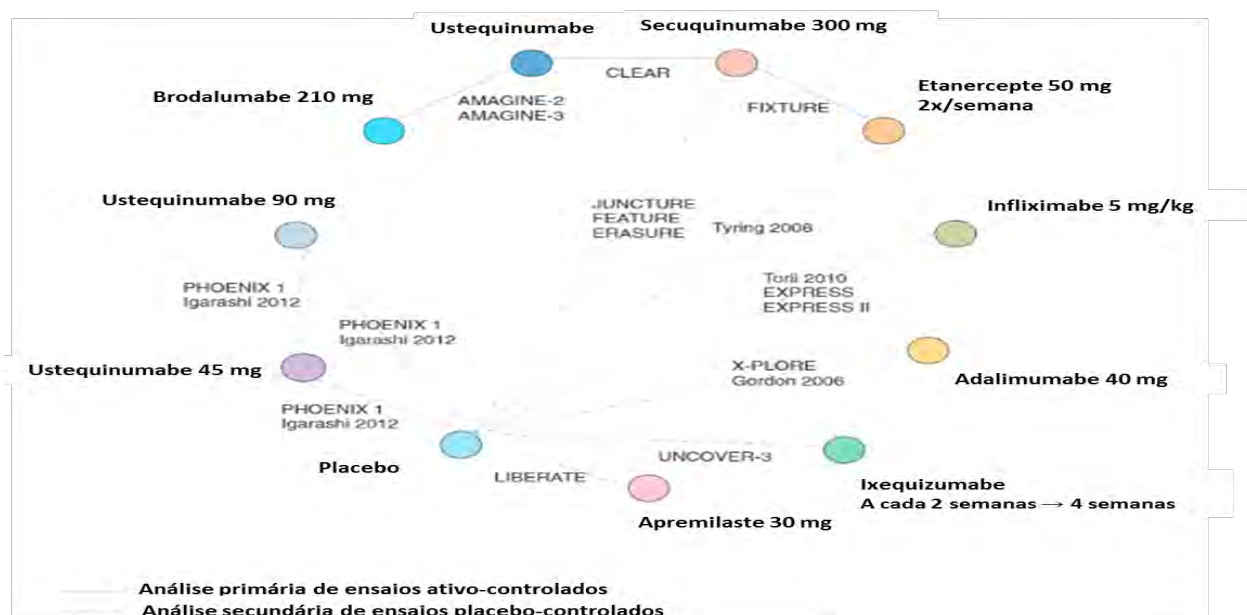 Ustequinumabe
Secuquinumabe 300 mg
CLEAR
Brodalumabe 210 mg
AMAGINE-2
AMAGINE-3
FIXTURE
Etanercepte 50 mg
2x/semana
Ustequinumabe 90 mg
JUNCTURE
FEATURE
ERASURE
Tyring 2008
Infliximabe 5 mg/kg
PHOENIX 1
Igarashi 2012
Torii 2010
EXPRESS
EXPRESS II
PHOENIX 1
Igarashi 2012
Ustequinumabe 45 mg
X-PLORE
Gordon 2006
Adalimumabe 40 mg
PHOENIX 1
Igarashi 2012
Placebo
UNCOVER-3
LIBERATE
Ixequizumabe
A cada 2 semanas → 4 semanas
Apremilaste 30 mg
Análise primária de ensaios ativo-controlados
Análise secundária de ensaios placebo-controlados